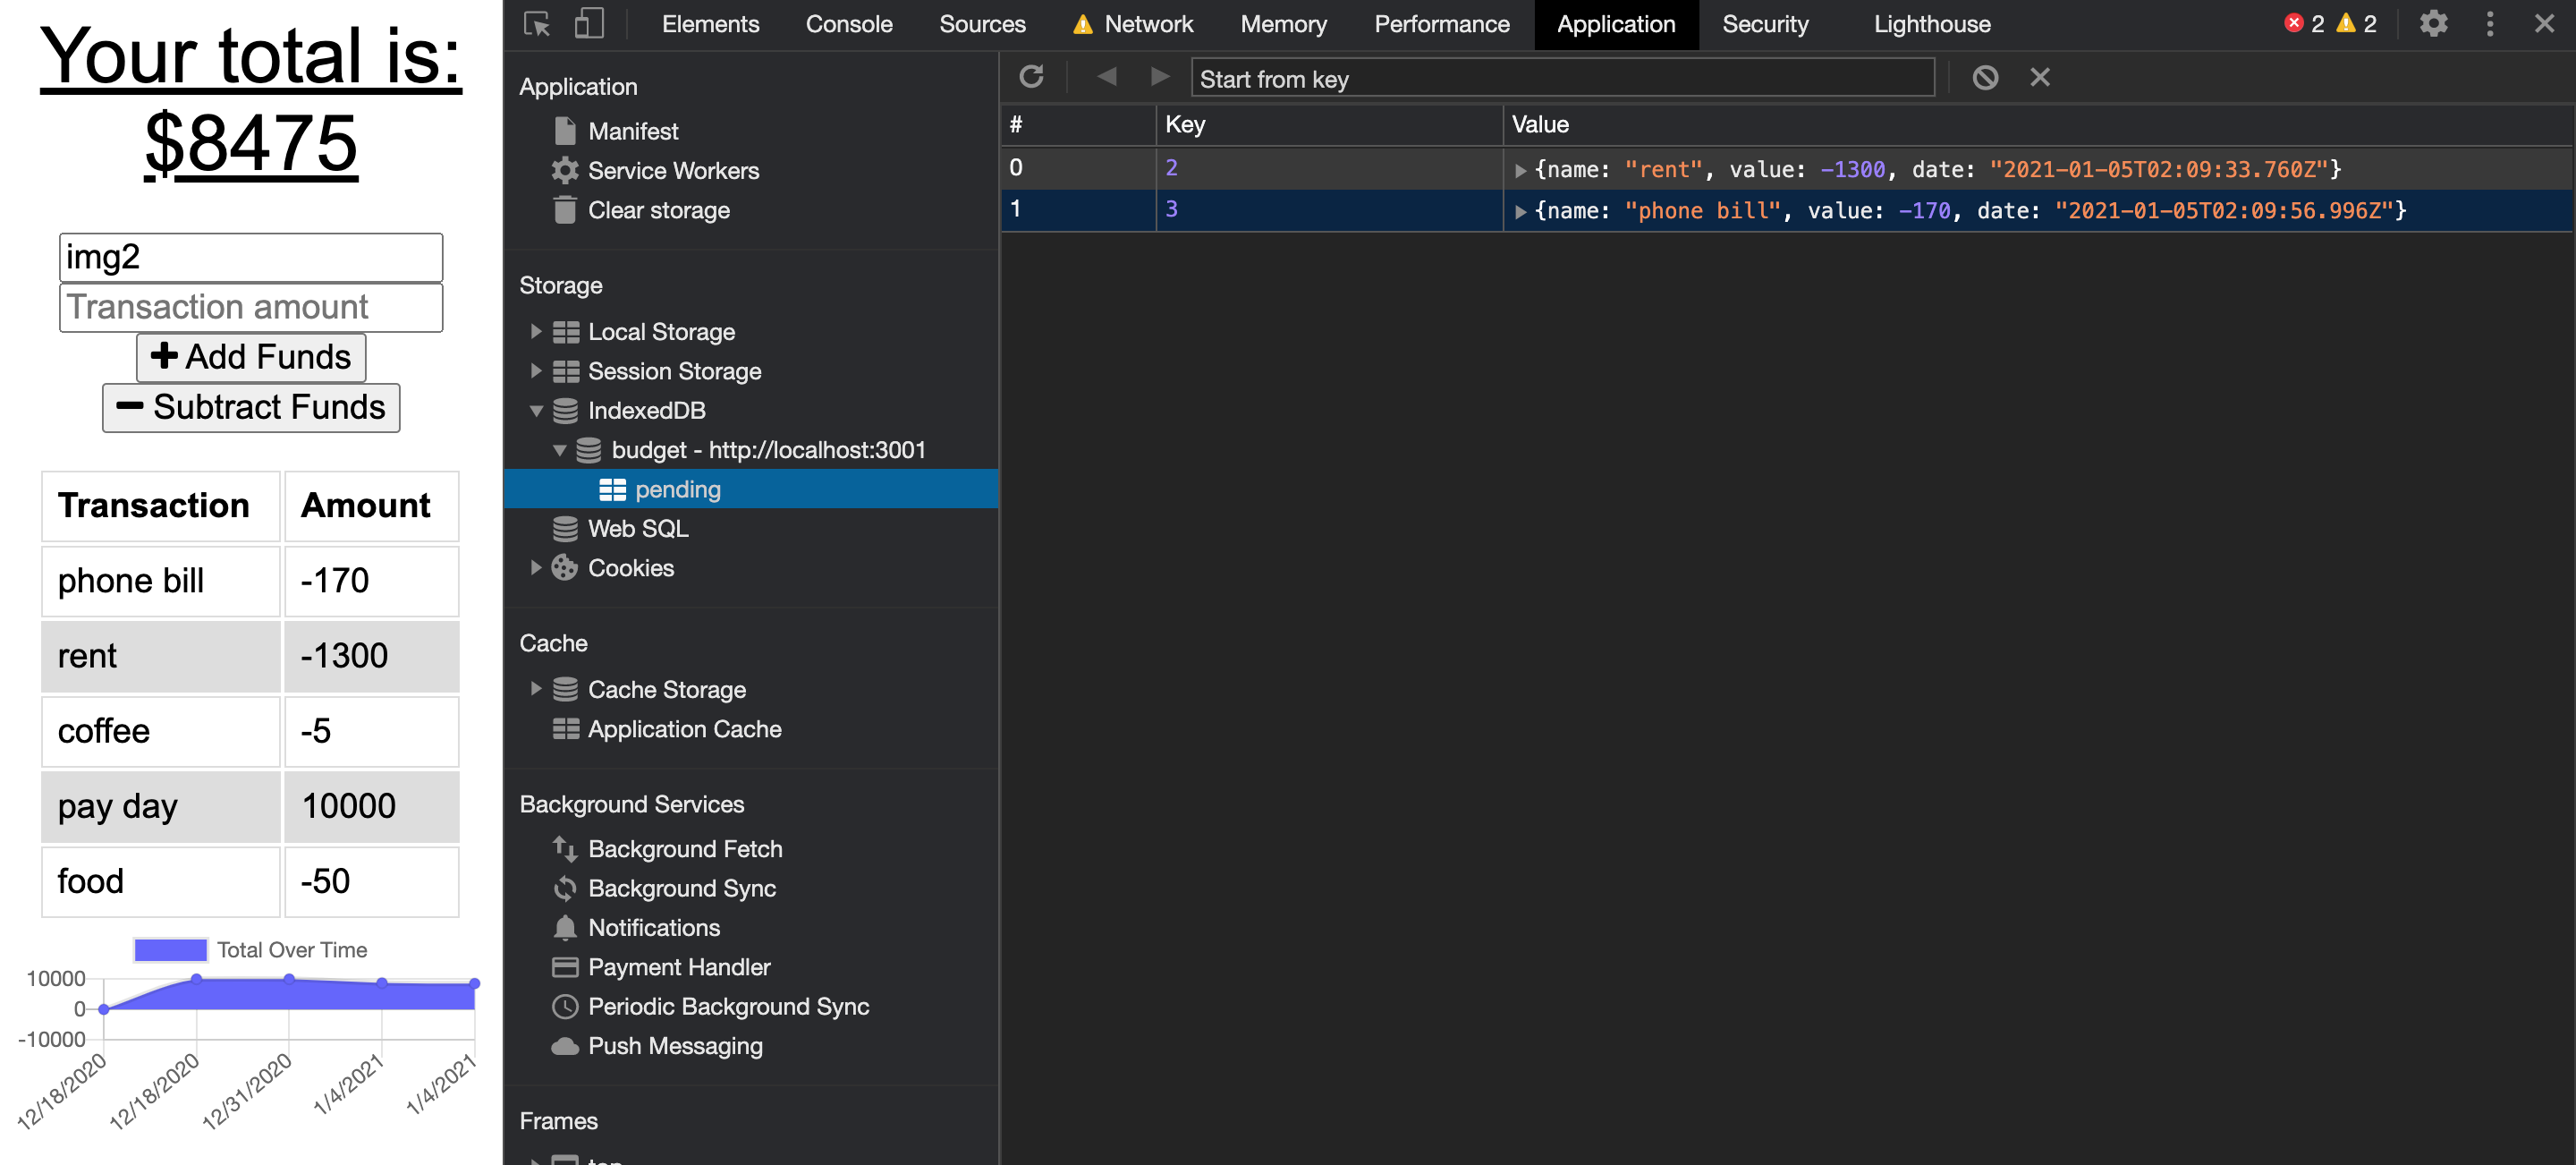 Your total is:
$8475
img2
Transaction amount
Add Funds
Subtract Funds
Transaction Amount
phone bill -170
rent -1300
coffee -5
pay day 10000
food -50
Total Over Time
10000
0
-10000
12/18/2020 12/18/2020 12/31/2020 1/4/2021 1/4/2021
Elements Console Sources Network Memory Performance Application Security Lighthouse 2 2
Application
Manifest
Service Workers
Clear storage
Storage
Local Storage
Session Storage
IndexedDB
budget - http://localhost:3001
pending
Web SQL
Cookies
Cache
Cache Storage
Application Cache
Background Services
Background Fetch
Background Sync
Notifications
Payment Handler
Periodic Background Sync
Push Messaging
Frames
top
Start from key
# Key Value
0 2 {name: "rent", value: -1300, date: "2021-01-05T02:09:33.760Z"}
1 3 {name: "phone bill", value: -170, date: "2021-01-05T02:09:56.996Z"}